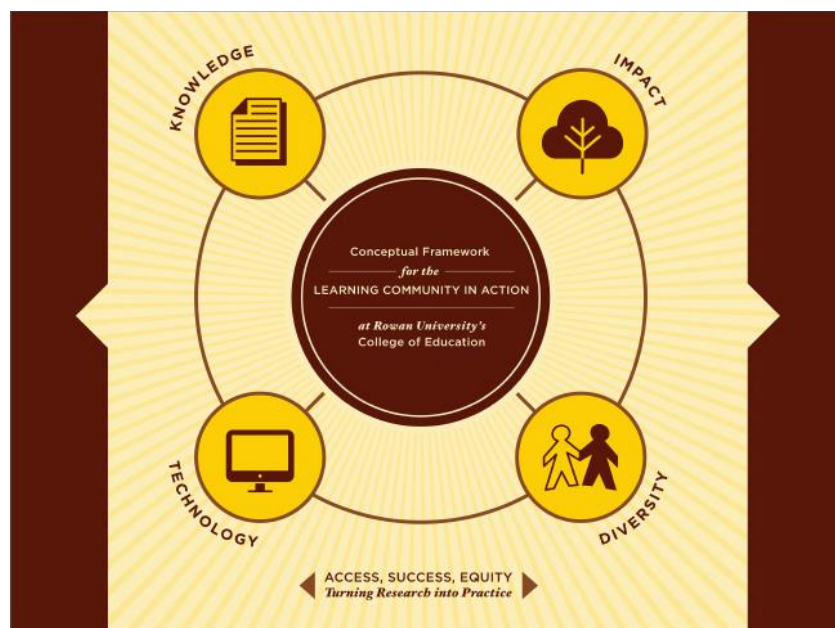 KNOWLEDGE
IMPACT
Conceptual Framework
for the
LEARNING COMMUNITY IN ACTION
at Rowan University's
College of Education
TECHNOLOGY
DIVERSITY
ACCESS, SUCCESS, EQUITY
Turning Research into Practice